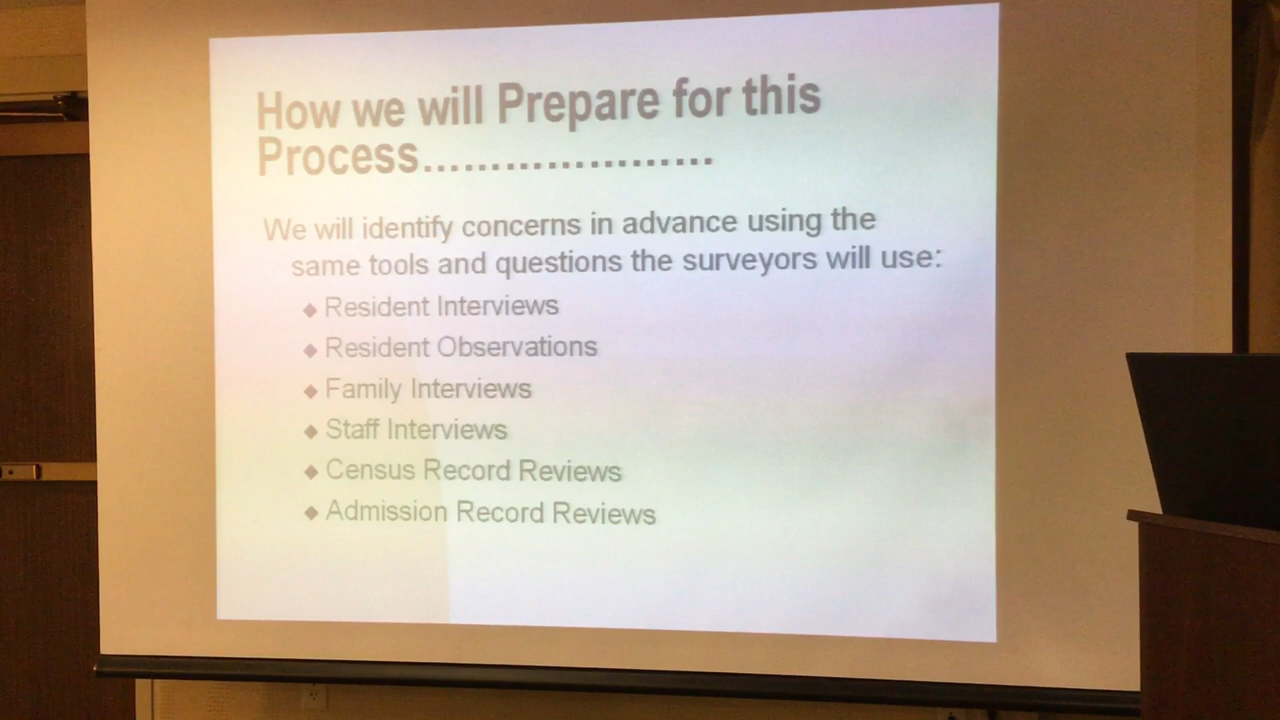 How we will Prepare for this
Process......................
We will identify concerns in advance using the
same tools and questions the surveyors will use:
◆ Resident Interviews
◆ Resident Observations
◆ Family Interviews
◆ Staff Interviews
◆ Census Record Reviews
◆ Admission Record Reviews